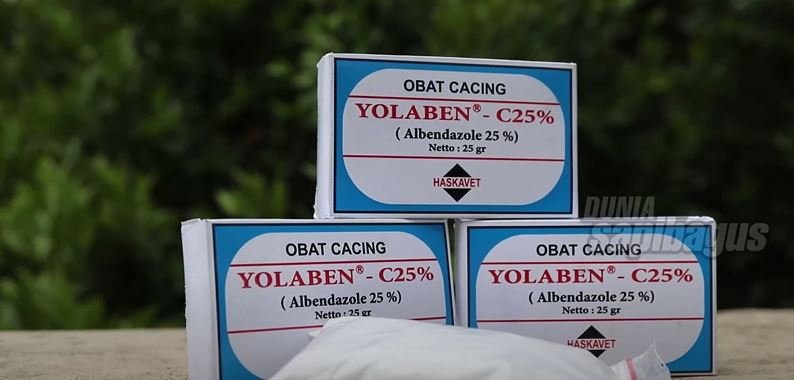 OBAT CACING
YOLABEN® - C25%
( Albendazole 25 %)
Netto : 25 gr
HASKAVET
DUNIA
sapibagus
OBAT CACING
YOLABEN® - C25%
( Albendazole 25 %)
Netto : 25 gr
OBAT CACING
YOLABEN® - C25%
( Albendazole 25 %)
Netto : 25 gr
HASKAVET